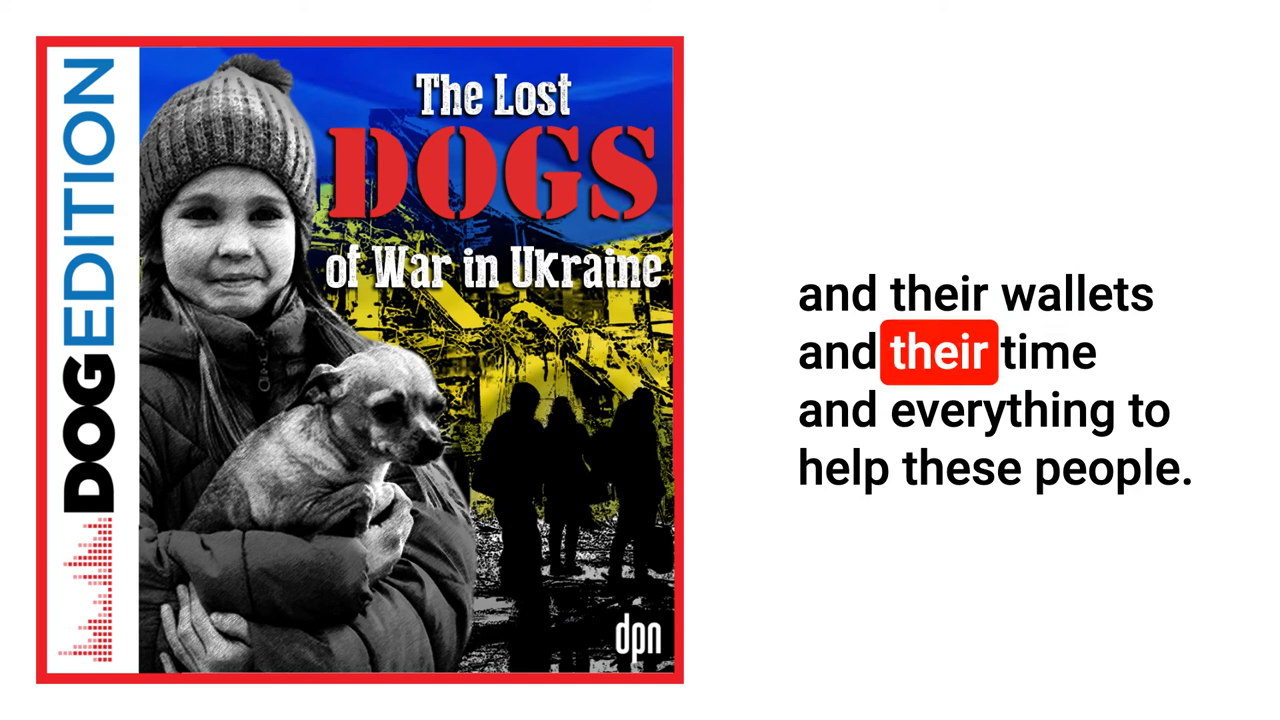 DOGEDITION
The Lost
DOGS
of War in Ukraine
dpn
and their wallets
and their time
and everything to
help these people.